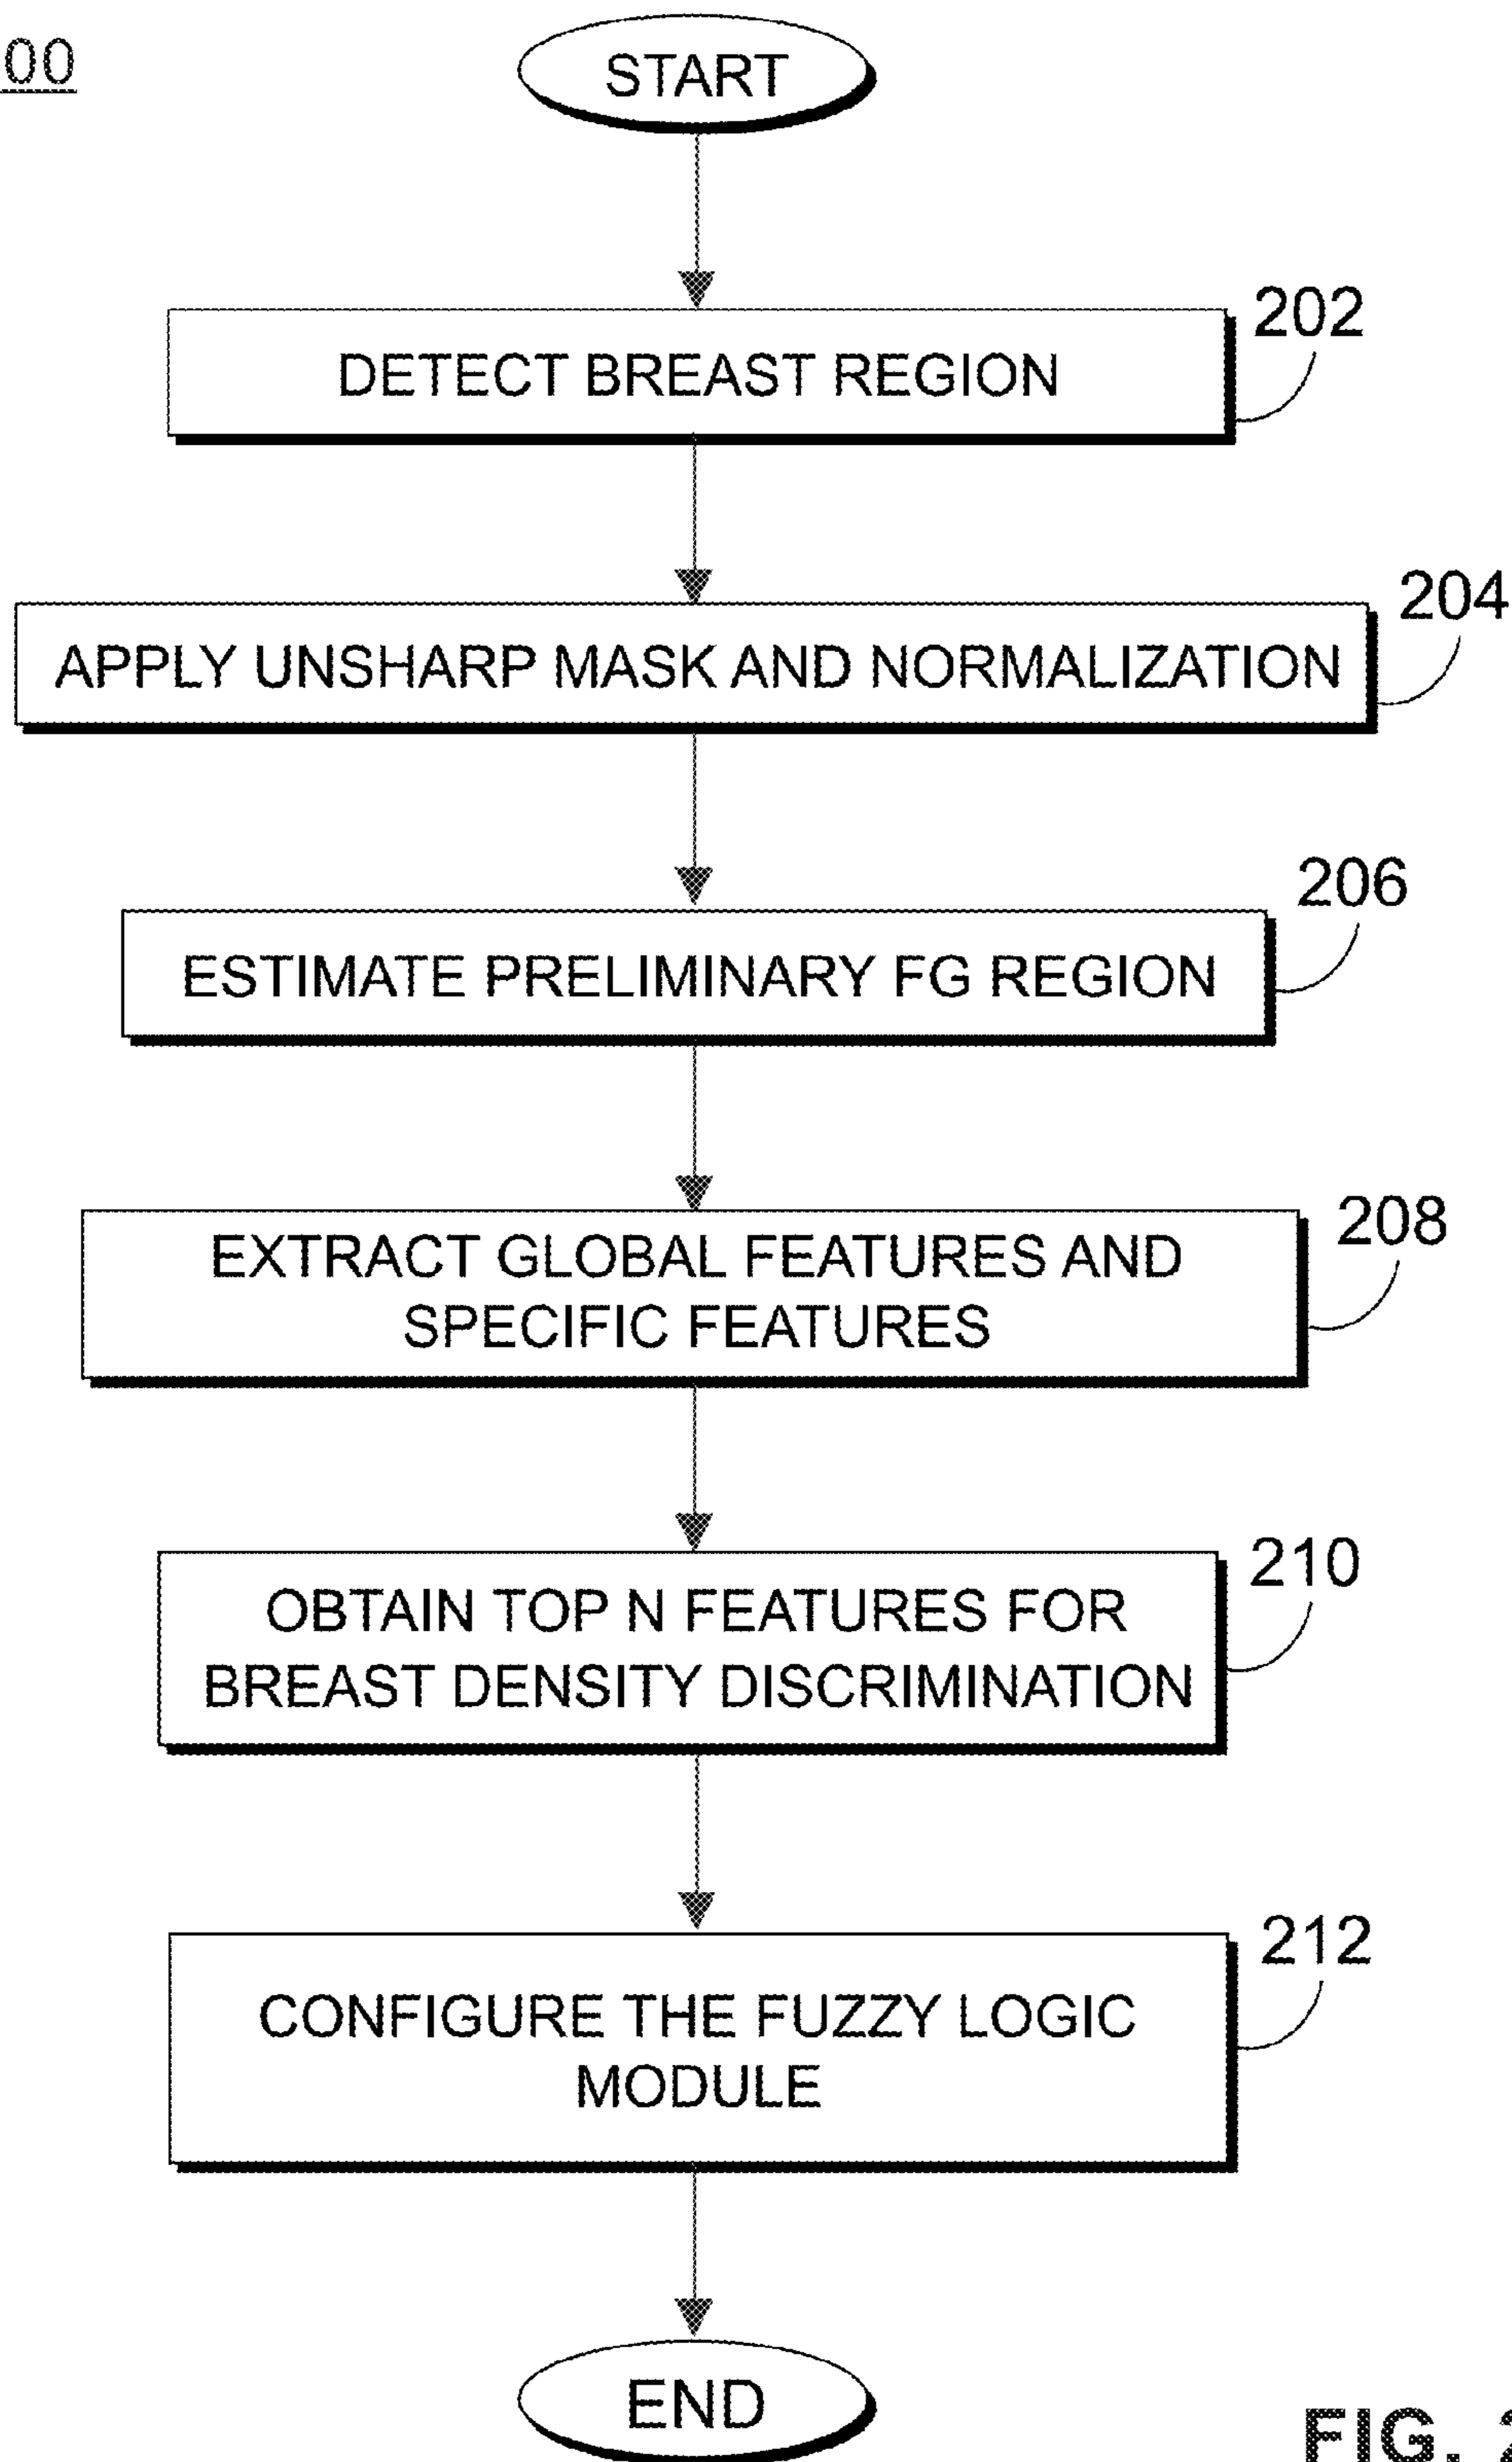 00
START
202
DETECT BREAST REGION
204
APPLY UNSHARP MASK AND NORMALIZATION
206
ESTIMATE PRELIMINARY FG REGION
208
EXTRACT GLOBAL FEATURES AND
SPECIFIC FEATURES
210
OBTAIN TOP N FEATURES FOR
BREAST DENSITY DISCRIMINATION
212
CONFIGURE THE FUZZY LOGIC
MODULE
END
FIG.